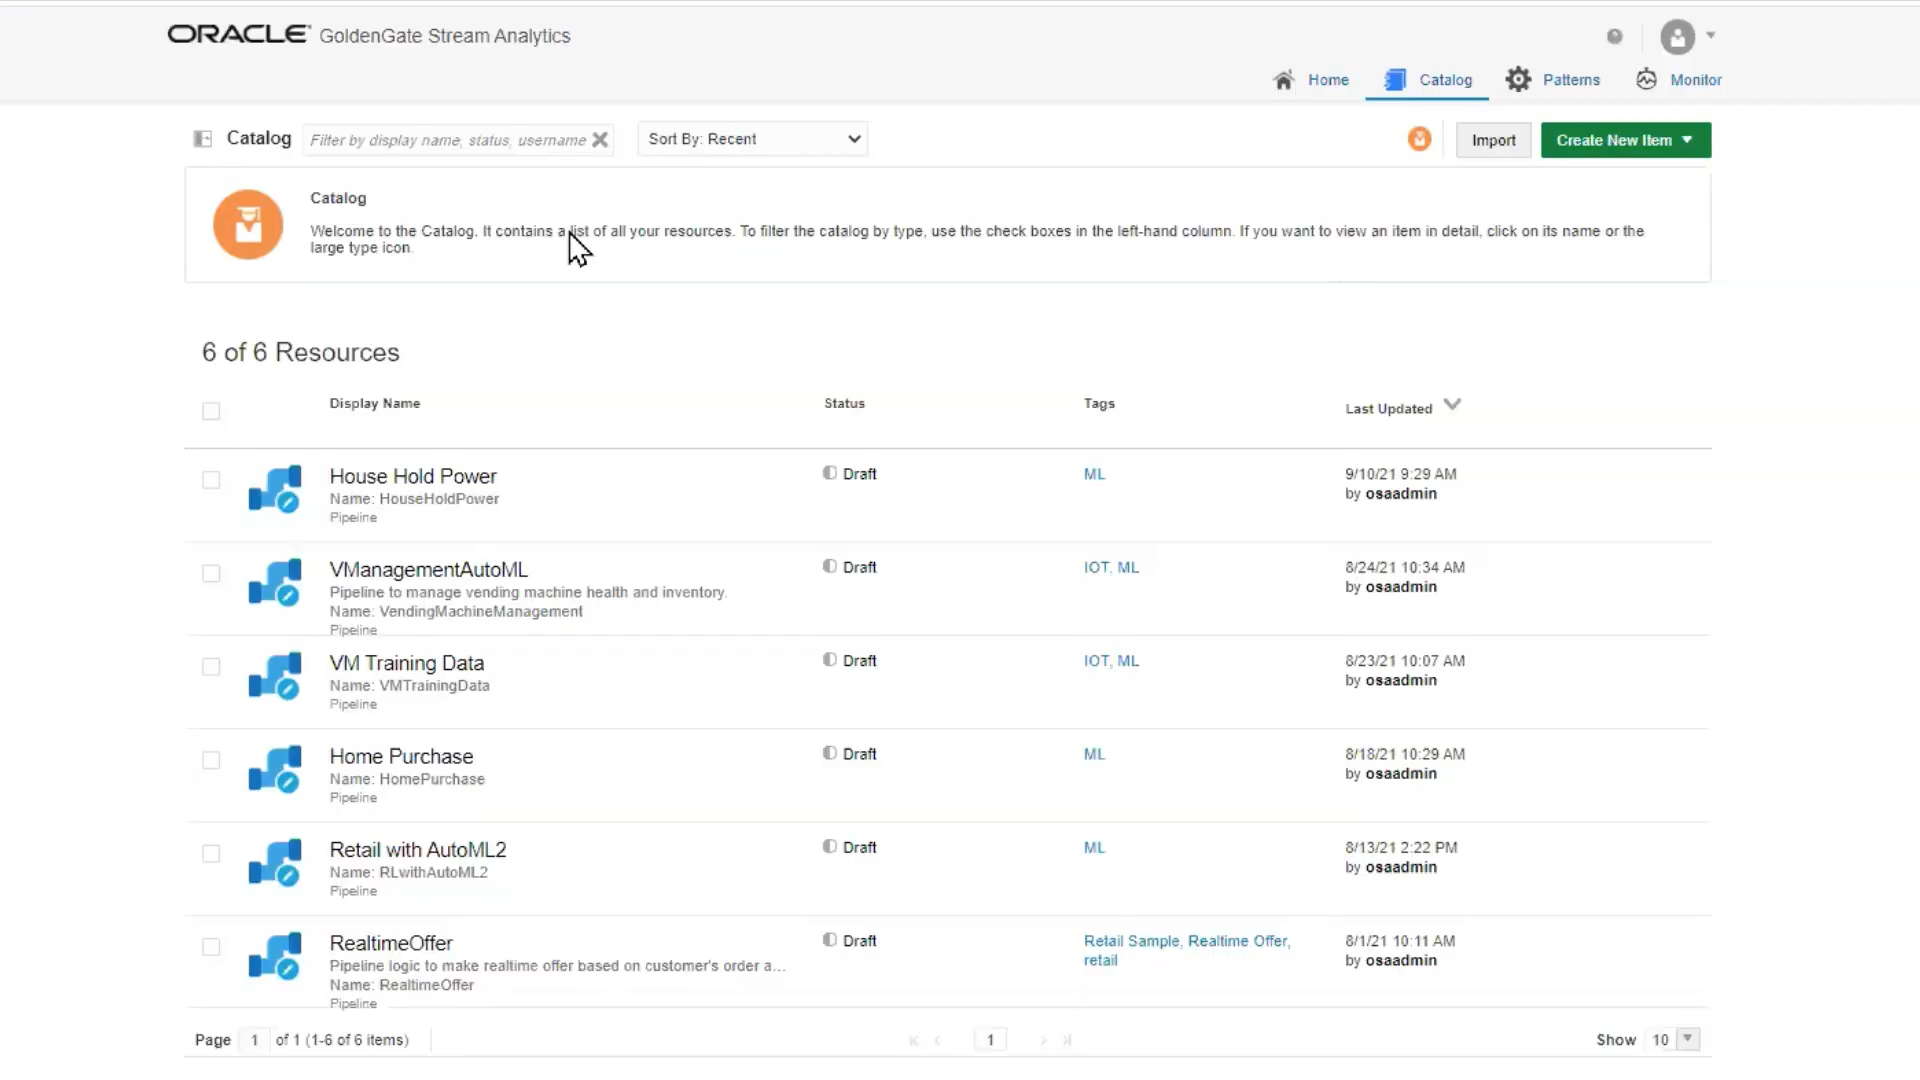 ORACLE GoldenGate Stream Analytics
Home Catalog Patterns Monitor
Catalog Filter by display name, status, username Sort By: Recent Import Create New Item
Catalog
Welcome to the Catalog. It contains a list of all your resources. To filter the catalog by type, use the check boxes in the left-hand column. If you want to view an item in detail, click on its name or the
large type icon.
6 of 6 Resources
Display Name Status Tags Last Updated
House Hold Power Draft ML 9/10/21 9:29 AM
Name: HouseHoldPower by osaadmin
Pipeline
VManagementAutoML Draft IOT, ML 8/24/21 10:34 AM
Pipeline to manage vending machine health and inventory. by osaadmin
Name: VendingMachineManagement
Pipeline
VM Training Data Draft IOT, ML 8/23/21 10:07 AM
Name: VMTrainingData by osaadmin
Pipeline
Home Purchase Draft ML 8/18/21 10:29 AM
Name: HomePurchase by osaadmin
Pipeline
Retail with AutoML2 Draft ML 8/13/21 2:22 PM
Name: RLwithAutoML2 by osaadmin
Pipeline
RealtimeOffer Draft Retail Sample, Realtime Offer, 8/1/21 10:11 AM
Pipeline logic to make realtime offer based on customer's order a... retail by osaadmin
Name: RealtimeOffer
Pipeline
Page 1 of 1 (1-6 of 6 items) 1 Show 10